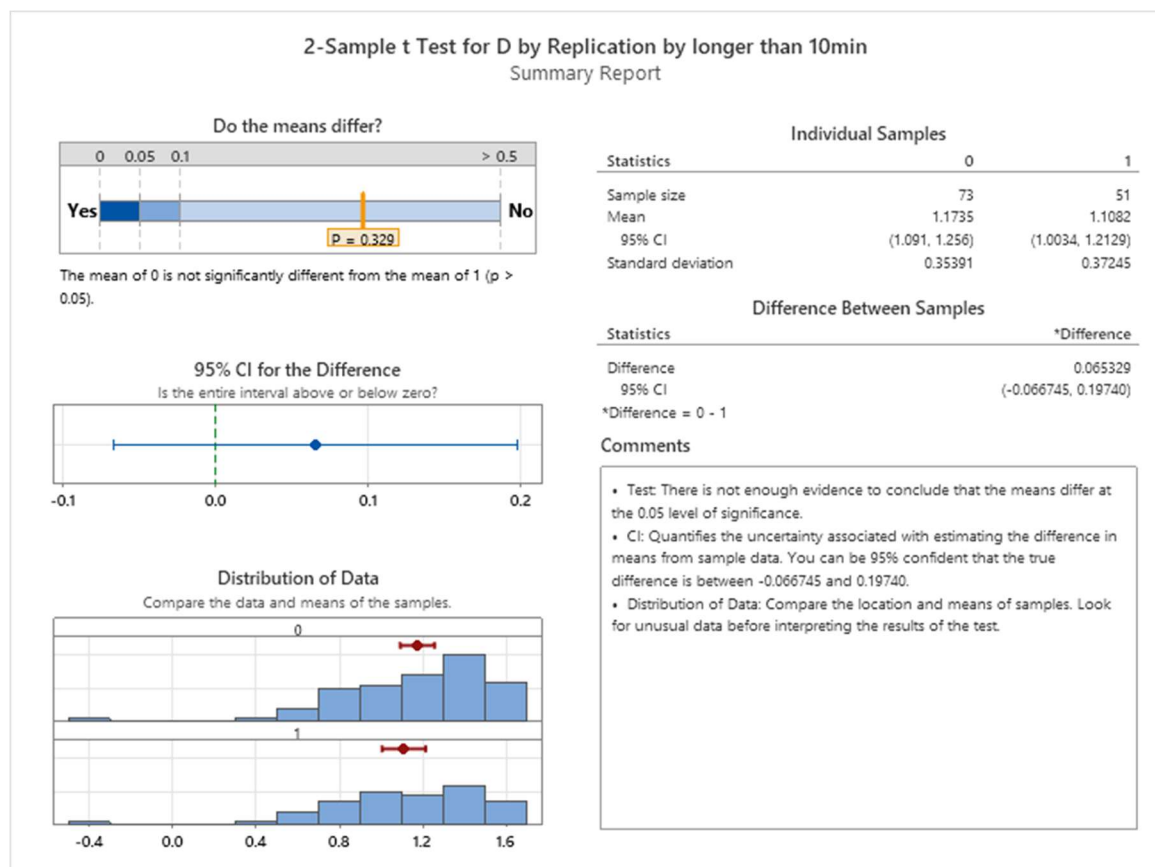 2-Sample t Test for D by Replication by longer than 10min
Summary Report
Do the means differ?
0 0.05 0.1 > 0.5
Yes No
P = 0.329
The mean of 0 is not significantly different from the mean of 1 (p >
0.05).
95% CI for the Difference
Is the entire interval above or below zero?
-0.1 0.0 0.1 0.2
Distribution of Data
Compare the data and means of the samples.
0
1
-0.4 0.0 0.4 0.8 1.2 1.6
Individual Samples
Statistics 0 1
Sample size 73 51
Mean 1.1735 1.1082
95% CI (1.091, 1.256) (1.0034, 1.2129)
Standard deviation 0.35391 0.37245
Difference Between Samples
Statistics *Difference
Difference 0.065329
95% CI (-0.066745, 0.19740)
*Difference = 0 - 1
Comments
• Test: There is not enough evidence to conclude that the means differ at
the 0.05 level of significance.
• CI: Quantifies the uncertainty associated with estimating the difference in
means from sample data. You can be 95% confident that the true
difference is between -0.066745 and 0.19740.
• Distribution of Data: Compare the location and means of samples. Look
for unusual data before interpreting the results of the test.